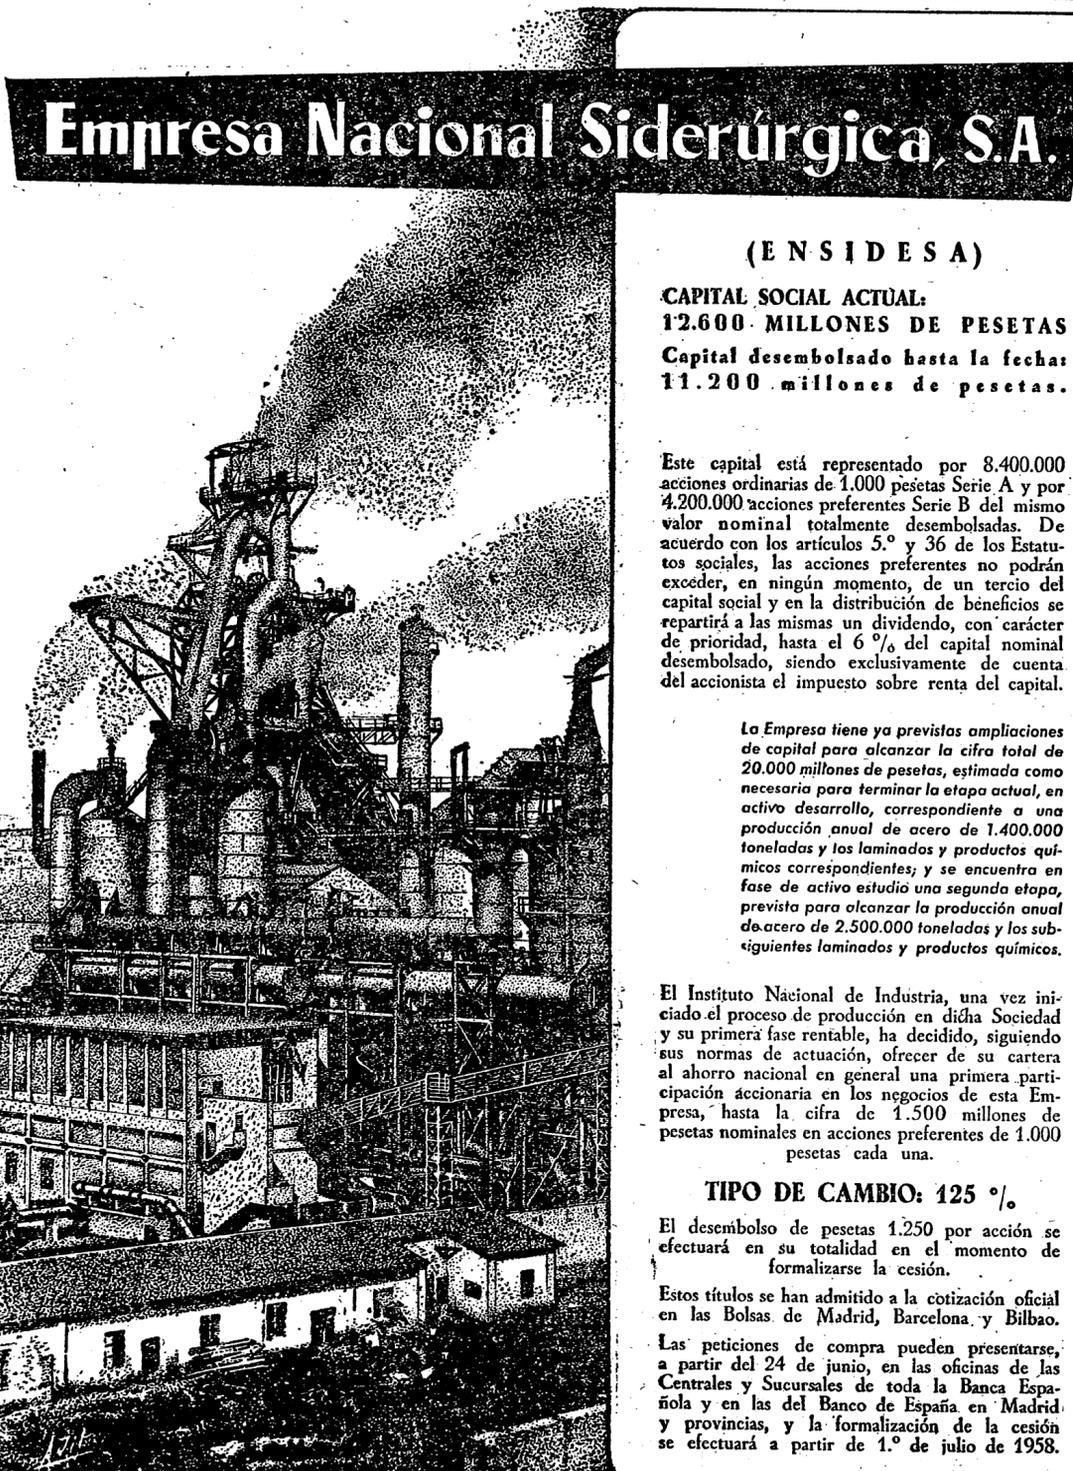 Empresa Nacional Siderúrgica, S.A.
(ENSIDESA)
CAPITAL SOCIAL ACTUAL:
12.600 MILLONES DE PESETAS
Capital desembolsado hasta la fecha:
11.200 millones de pesetas.
Este capital está representado por 8.400.000
acciones ordinarias de 1.000 pesetas Serie A y por
4.200.000 acciones preferentes Serie B del mismo
valor nominal totalmente desembolsadas. De
acuerdo con los artículos 5.º y 36 de los Estatu-
tos sociales, las acciones preferentes no podrán
exceder, en ningún momento, de un tercio del
capital social y en la distribución de beneficios se
repartirá a las mismas un dividendo, con carácter
de prioridad, hasta el 6 % del capital nominal
desembolsado, siendo exclusivamente de cuenta
del accionista el impuesto sobre renta del capital.
La Empresa tiene ya previstas ampliaciones
de capital para alcanzar la cifra total de
20.000 millones de pesetas, estimada como
necesaria para terminar la etapa actual, en
activo desarrollo, correspondiente a una
producción anual de acero de 1.400.000
toneladas y los laminados y productos quí-
micos correspondientes; y se encuentra en
fase de activo estudio una segunda etapa,
prevista para alcanzar la producción anual
de acero de 2.500.000 toneladas y los sub-
siguientes laminados y productos químicos.
El Instituto Nacional de Industria, una vez ini-
ciado el proceso de producción en dicha Sociedad
y su primera fase rentable, ha decidido, siguiendo
sus normas de actuación, ofrecer de su cartera
al ahorro nacional en general una primera parti-
cipación accionaria en los negocios de esta Em-
presa, hasta la cifra de 1.500 millones de
pesetas nominales en acciones preferentes de 1.000
pesetas cada una.
TIPO DE CAMBIO: 125 %
El desembolso de pesetas 1.250 por acción se
efectuará en su totalidad en el momento de
formalizarse la cesión.
Estos títulos se han admitido a la cotización oficial
en las Bolsas de Madrid, Barcelona y Bilbao.
Las peticiones de compra pueden presentarse,
a partir del 24 de junio, en las oficinas de las
Centrales y Sucursales de toda la Banca Espa-
ñola y en las del Banco de España en Madrid
y provincias, y la formalización de la cesión
se efectuará a partir de 1.º de julio de 1958.